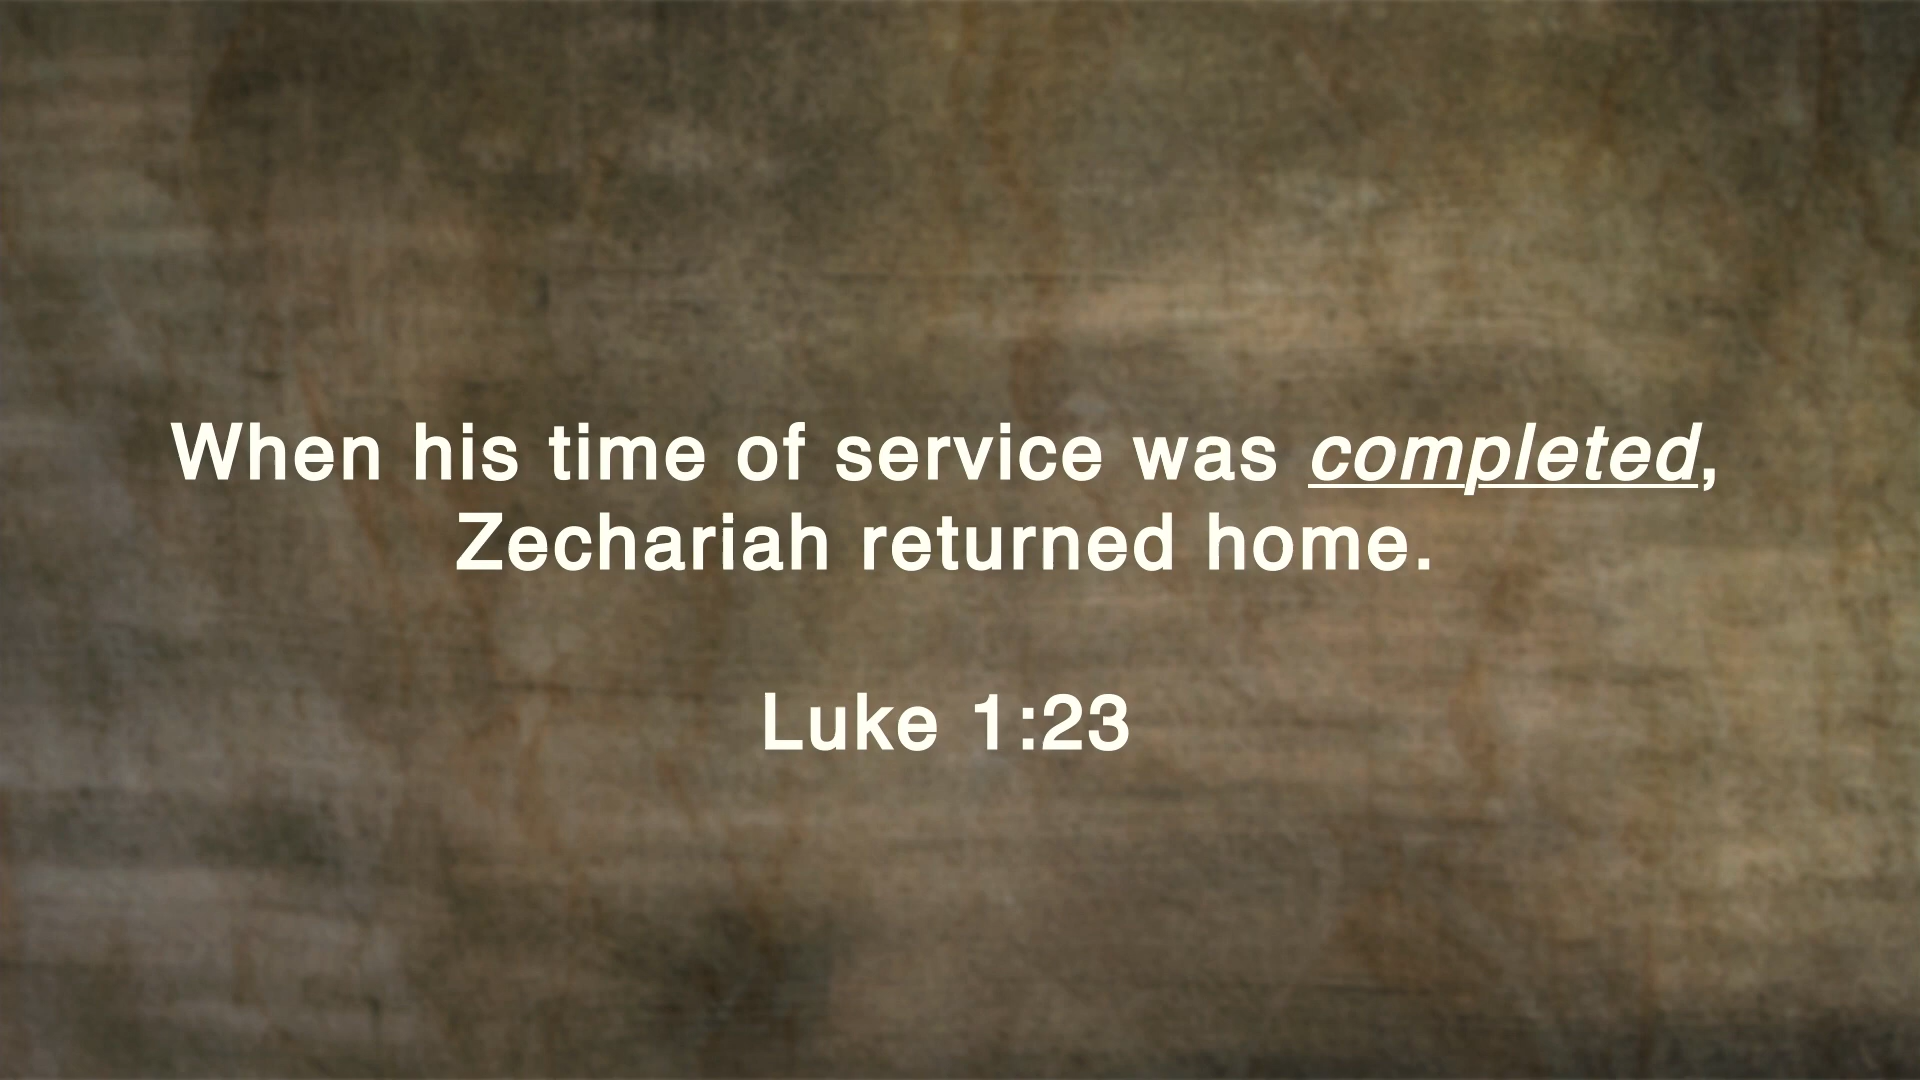 When his time of service was completed,
Zechariah returned home.
Luke 1:23